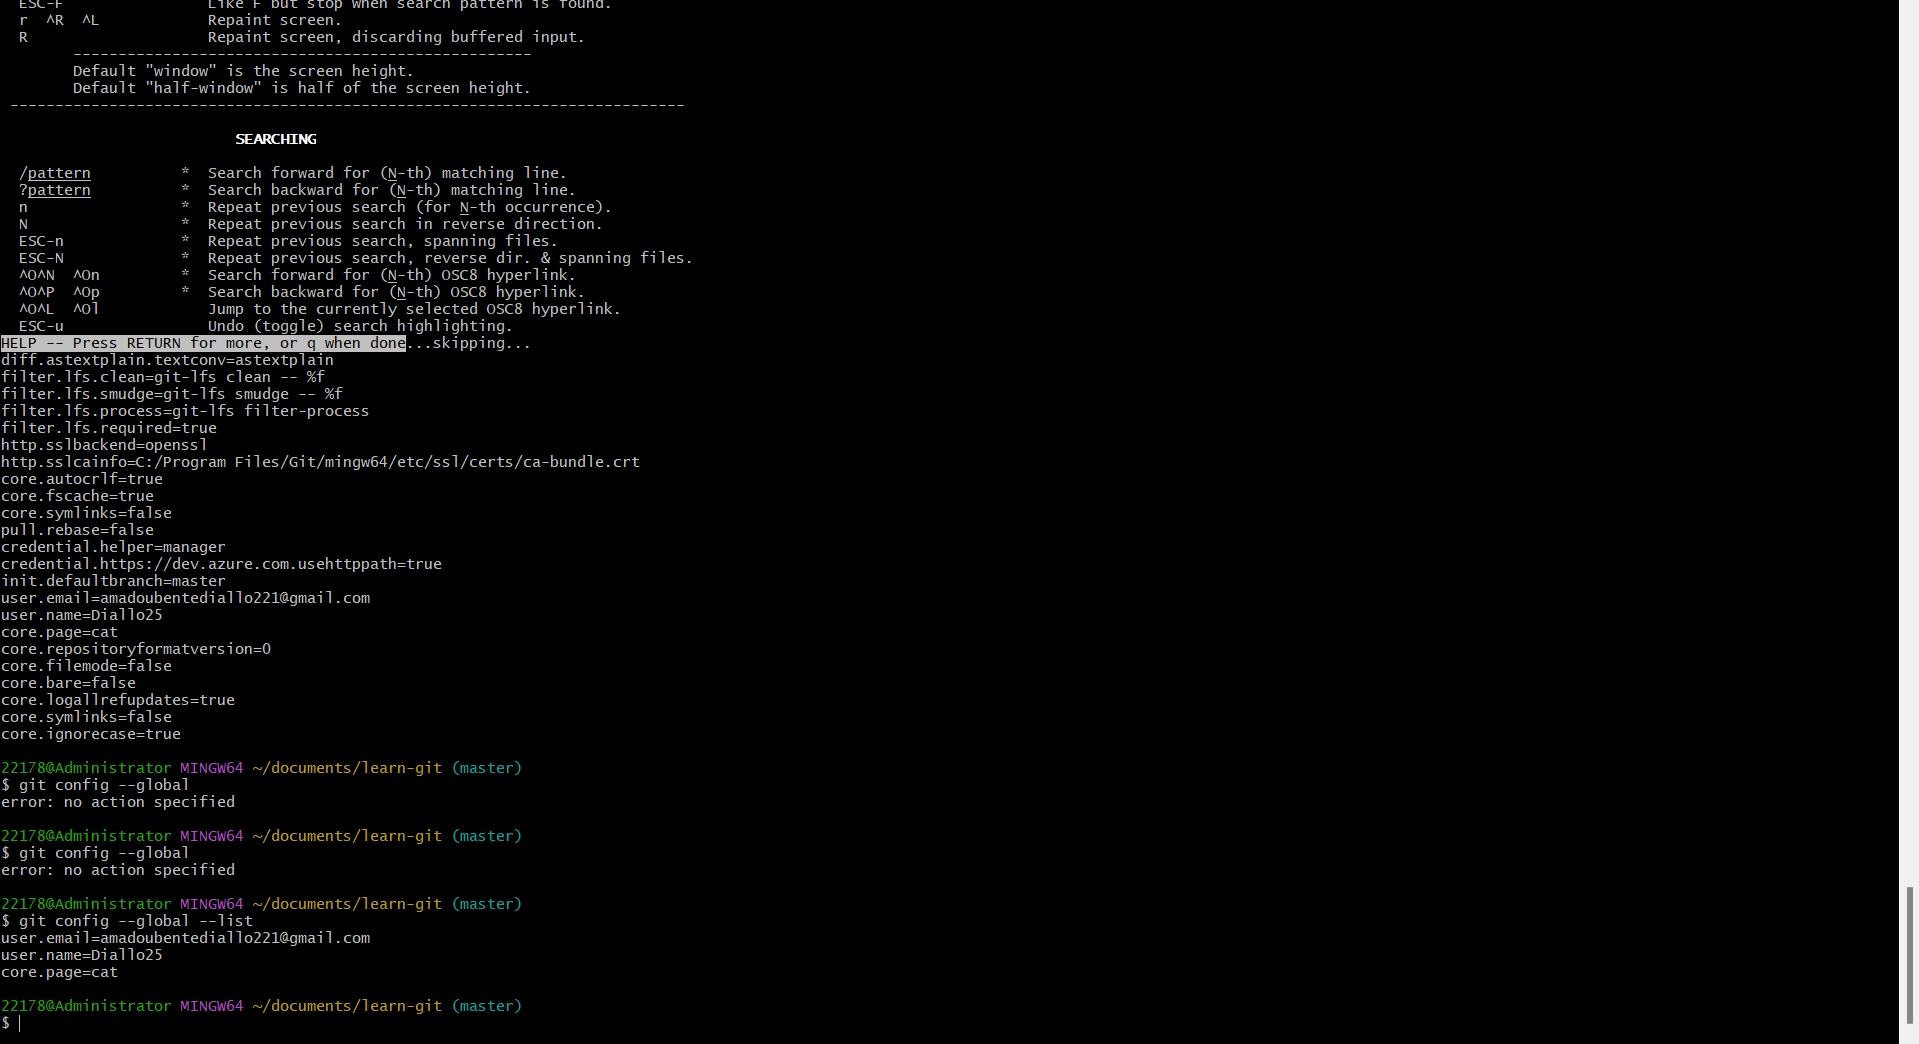 ESC-F                Like F but stop when search pattern is found.
r  ^R  ^L            Repaint screen.
R                    Repaint screen, discarding buffered input.
---------------------------------------------------
Default "window" is the screen height.
Default "half-window" is half of the screen height.
---------------------------------------------------------------------------
SEARCHING
/pattern          *  Search forward for (N-th) matching line.
?pattern          *  Search backward for (N-th) matching line.
n                 *  Repeat previous search (for N-th occurrence).
N                 *  Repeat previous search in reverse direction.
ESC-n             *  Repeat previous search, spanning files.
ESC-N             *  Repeat previous search, reverse dir. & spanning files.
^O^N  ^On         *  Search forward for (N-th) OSC8 hyperlink.
^O^P  ^Op         *  Search backward for (N-th) OSC8 hyperlink.
^O^L  ^Ol            Jump to the currently selected OSC8 hyperlink.
ESC-u                Undo (toggle) search highlighting.
HELP -- Press RETURN for more, or q when done...skipping...
diff.astextplain.textconv=astextplain
filter.lfs.clean=git-lfs clean -- %f
filter.lfs.smudge=git-lfs smudge -- %f
filter.lfs.process=git-lfs filter-process
filter.lfs.required=true
http.sslbackend=openssl
http.sslcainfo=C:/Program Files/Git/mingw64/etc/ssl/certs/ca-bundle.crt
core.autocrlf=true
core.fscache=true
core.symlinks=false
pull.rebase=false
credential.helper=manager
credential.https://dev.azure.com.usehttppath=true
init.defaultbranch=master
user.email=amadoubentediallo221@gmail.com
user.name=Diallo25
core.page=cat
core.repositoryformatversion=0
core.filemode=false
core.bare=false
core.logallrefupdates=true
core.symlinks=false
core.ignorecase=true
22178@Administrator MINGW64 ~/documents/learn-git (master)
$ git config --global
error: no action specified
22178@Administrator MINGW64 ~/documents/learn-git (master)
$ git config --global
error: no action specified
22178@Administrator MINGW64 ~/documents/learn-git (master)
$ git config --global --list
user.email=amadoubentediallo221@gmail.com
user.name=Diallo25
core.page=cat
22178@Administrator MINGW64 ~/documents/learn-git (master)
$